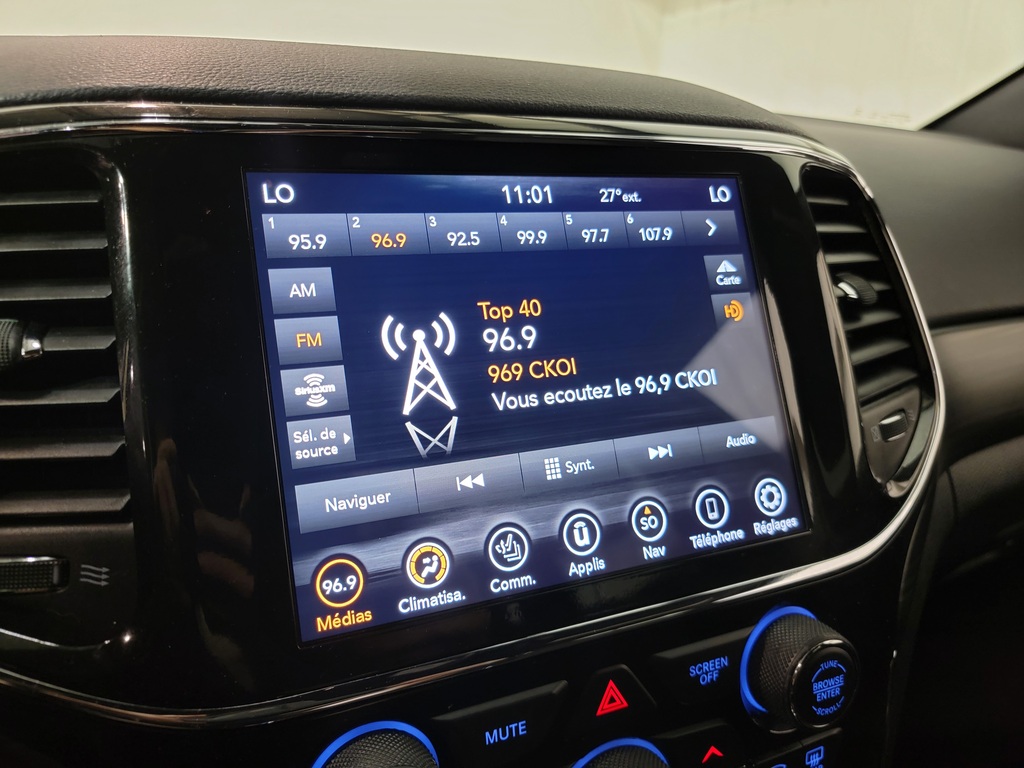 LO 11:01 27° ext. LO
1 95.9 2 96.9 3 92.5 4 99.9 5 97.7 6 107.9
AM
FM
SiriusXM
Sél. de
source
Carte
HD
Top 40
96.9
969 CKOI
Vous ecoutez le 96,9 CKOI
Naviguer Synt. Audio
96.9 SO
Médias Climatisa. Comm. Applis Nav Téléphone Réglages
MUTE
SCREEN
OFF
TUNE
BROWSE
ENTER
SCROLL